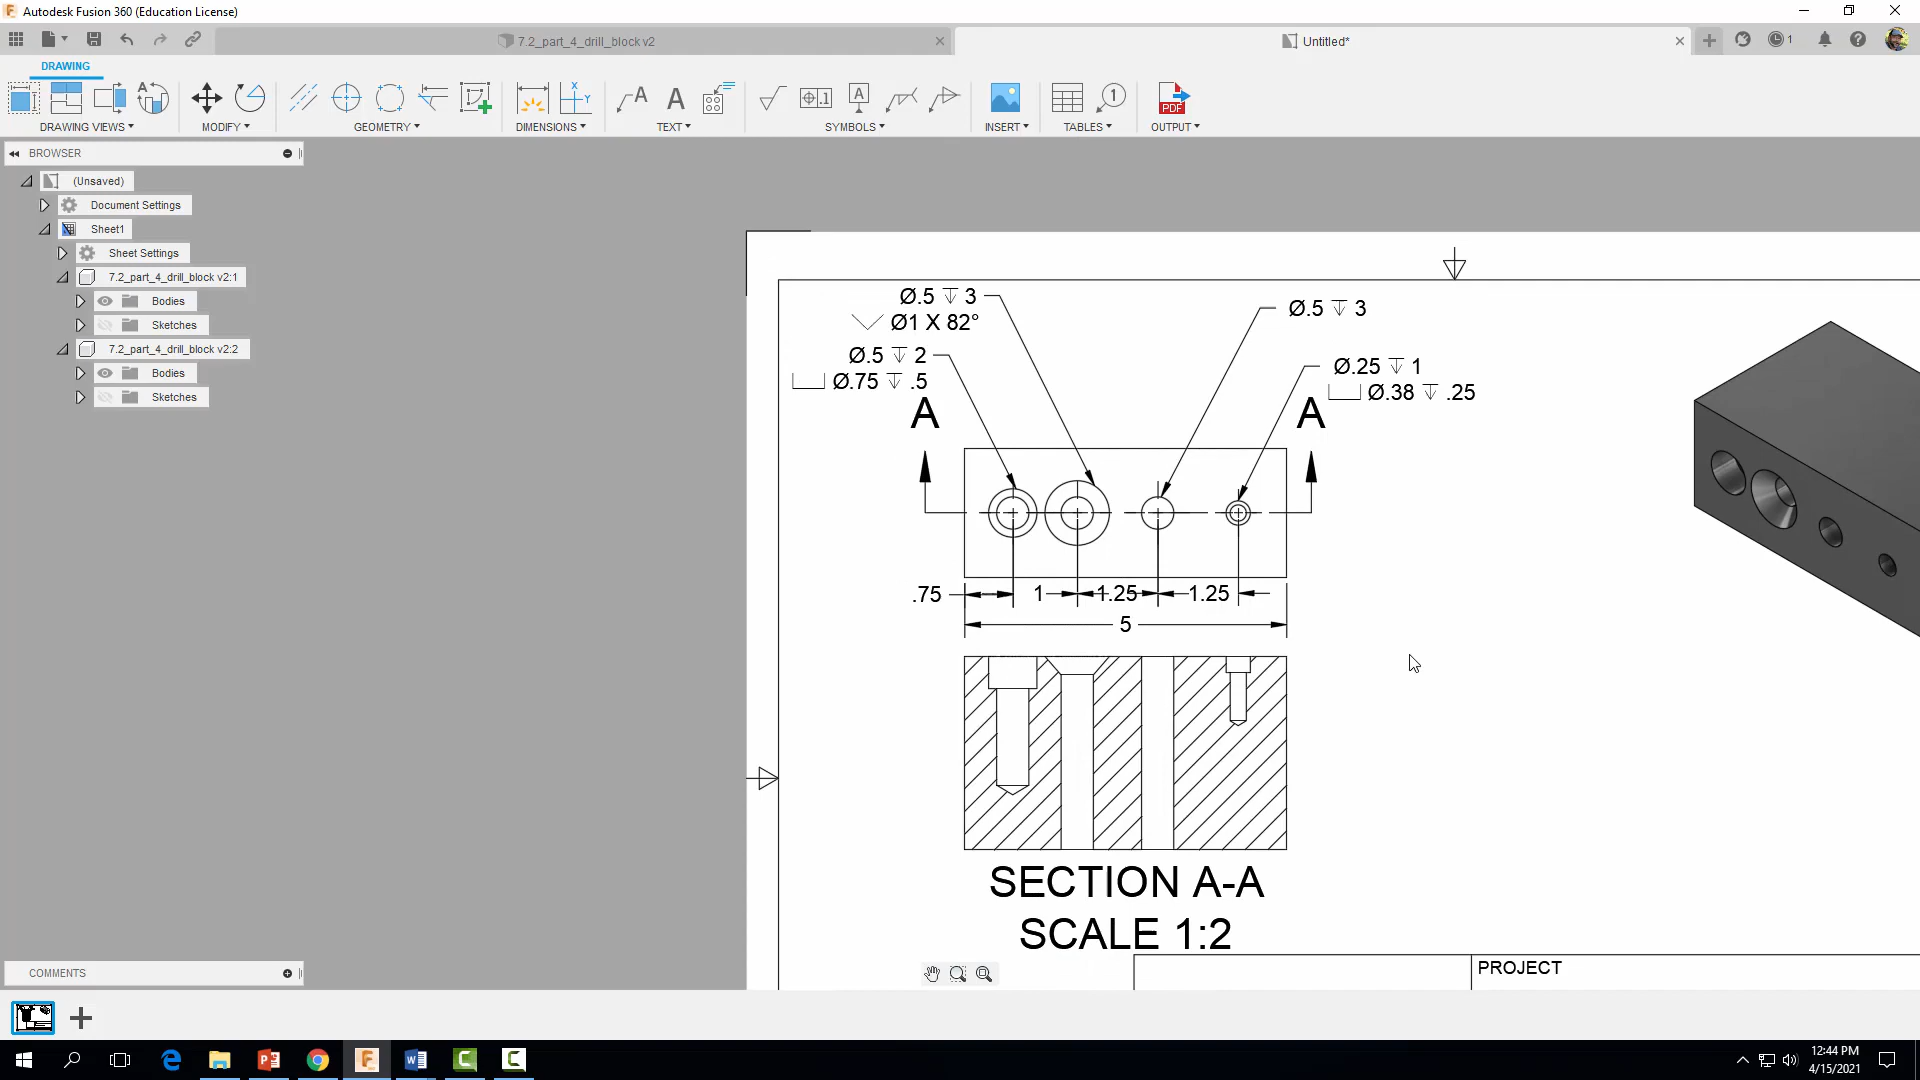 Autodesk Fusion 360 (Education License)
7.2_part_4_drill_block v2
Untitled*
1
DRAWING
DRAWING VIEWS
MODIFY
GEOMETRY
DIMENSIONS
TEXT
SYMBOLS
INSERT
TABLES
PDF
OUTPUT
BROWSER
(Unsaved)
Document Settings
Sheet1
Sheet Settings
7.2_part_4_drill_block v2:1
Bodies
Sketches
7.2_part_4_drill_block v2:2
Bodies
Sketches
Ø.5 ↧ 3
⌵ Ø1 X 82°
Ø.5 ↧ 2
⌴ Ø.75 ↧ .5
Ø.5 ↧ 3
Ø.25 ↧ 1
⌴ Ø.38 ↧ .25
A
A
.75
1
1.25
1.25
5
SECTION A-A
SCALE 1:2
PROJECT
COMMENTS
12:44 PM
4/15/2021